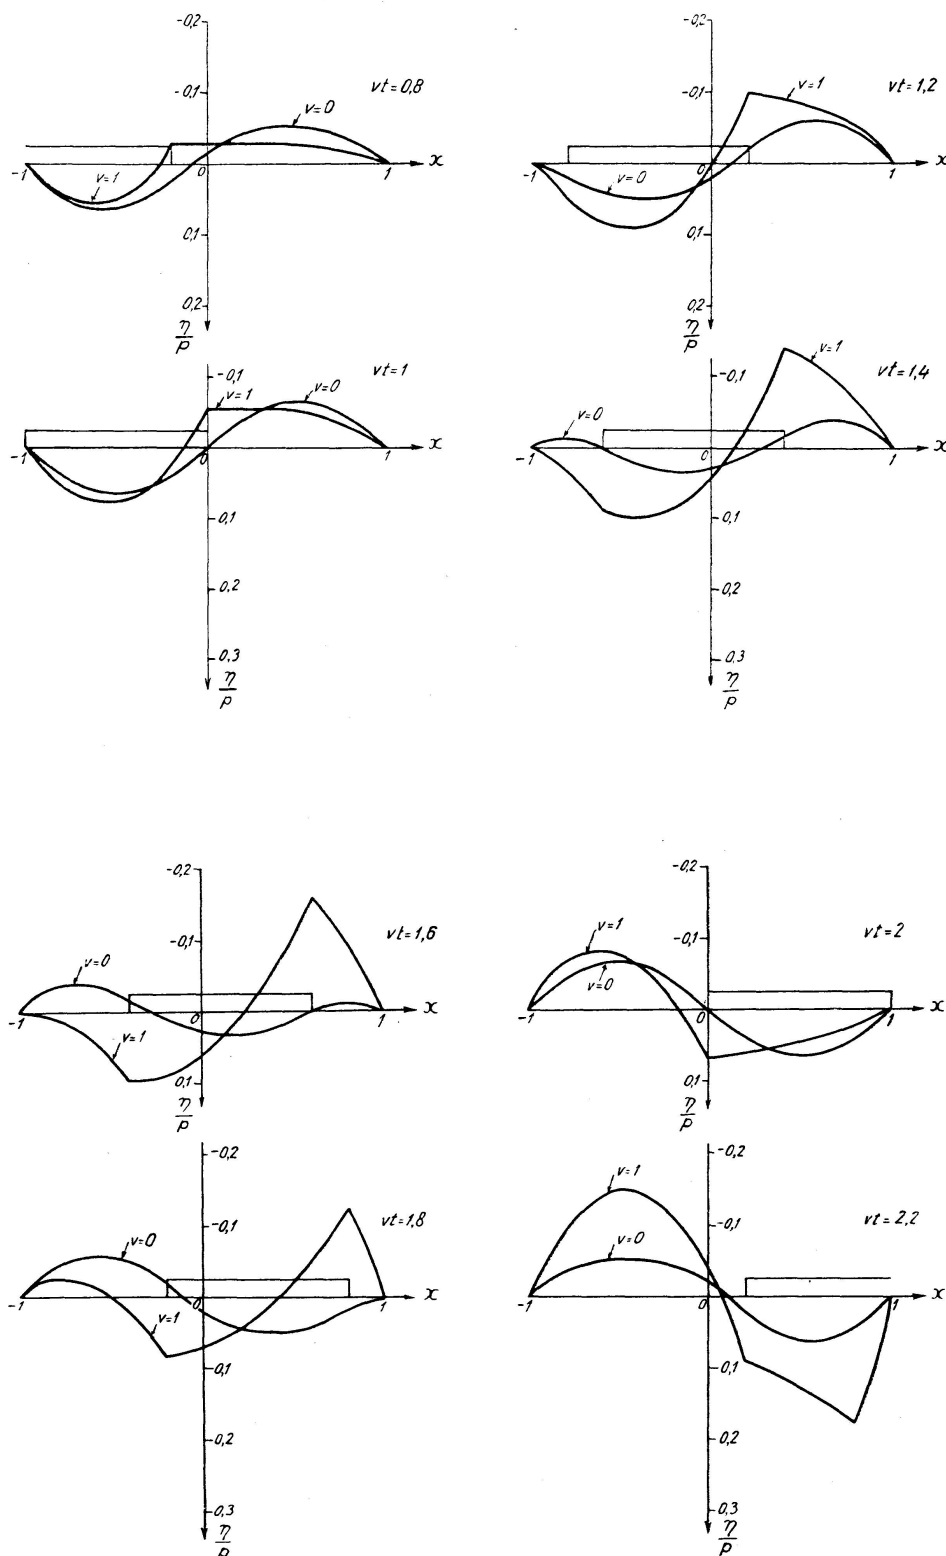 -0,2
-0,1
vt=0,8
v=0
v=1
-1
0
1
x
0,1
0,2
η/p
-0,2
-0,1
vt=1,2
v=1
v=0
-1
0
1
x
0,1
0,2
η/p
-0,1
vt=1
v=1
v=0
-1
0
1
x
0,1
0,2
0,3
η/p
-0,1
vt=1,4
v=1
v=0
-1
0
1
x
0,1
0,2
0,3
η/p
-0,2
-0,1
vt=1,6
v=0
v=1
-1
0
1
x
0,1
η/p
-0,2
-0,1
vt=2
v=1
v=0
-1
0
1
x
0,1
η/p
-0,2
-0,1
vt=1,8
v=0
v=1
-1
0
1
x
0,1
0,2
0,3
η/p
-0,2
-0,1
vt=2,2
v=1
v=0
-1
0
1
x
0,1
0,2
0,3
η/p